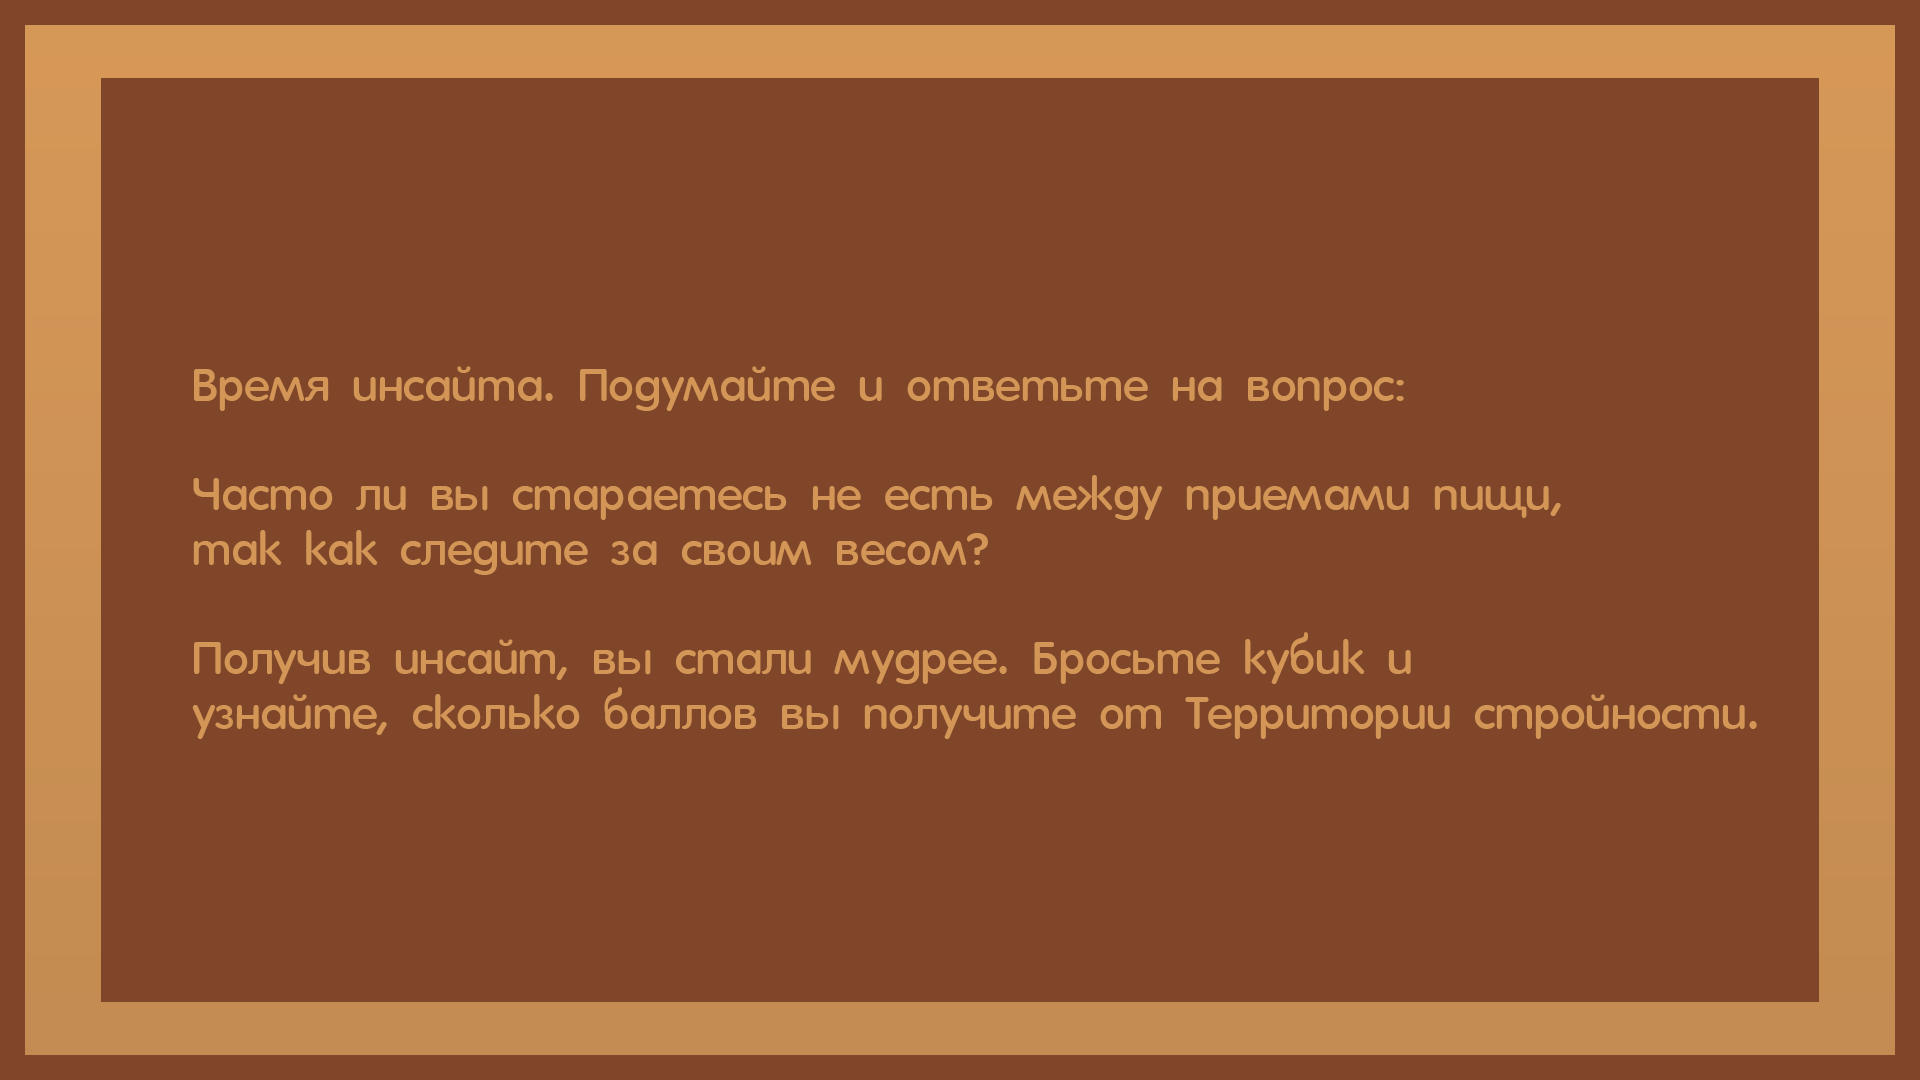 Время инсайта. Подумайте и ответьте на вопрос:
Часто ли вы стараетесь не есть между приемами пищи,
так как следите за своим весом?
Получив инсайт, вы стали мудрее. Бросьте кубик и
узнайте, сколько баллов вы получите от Территории стройности.